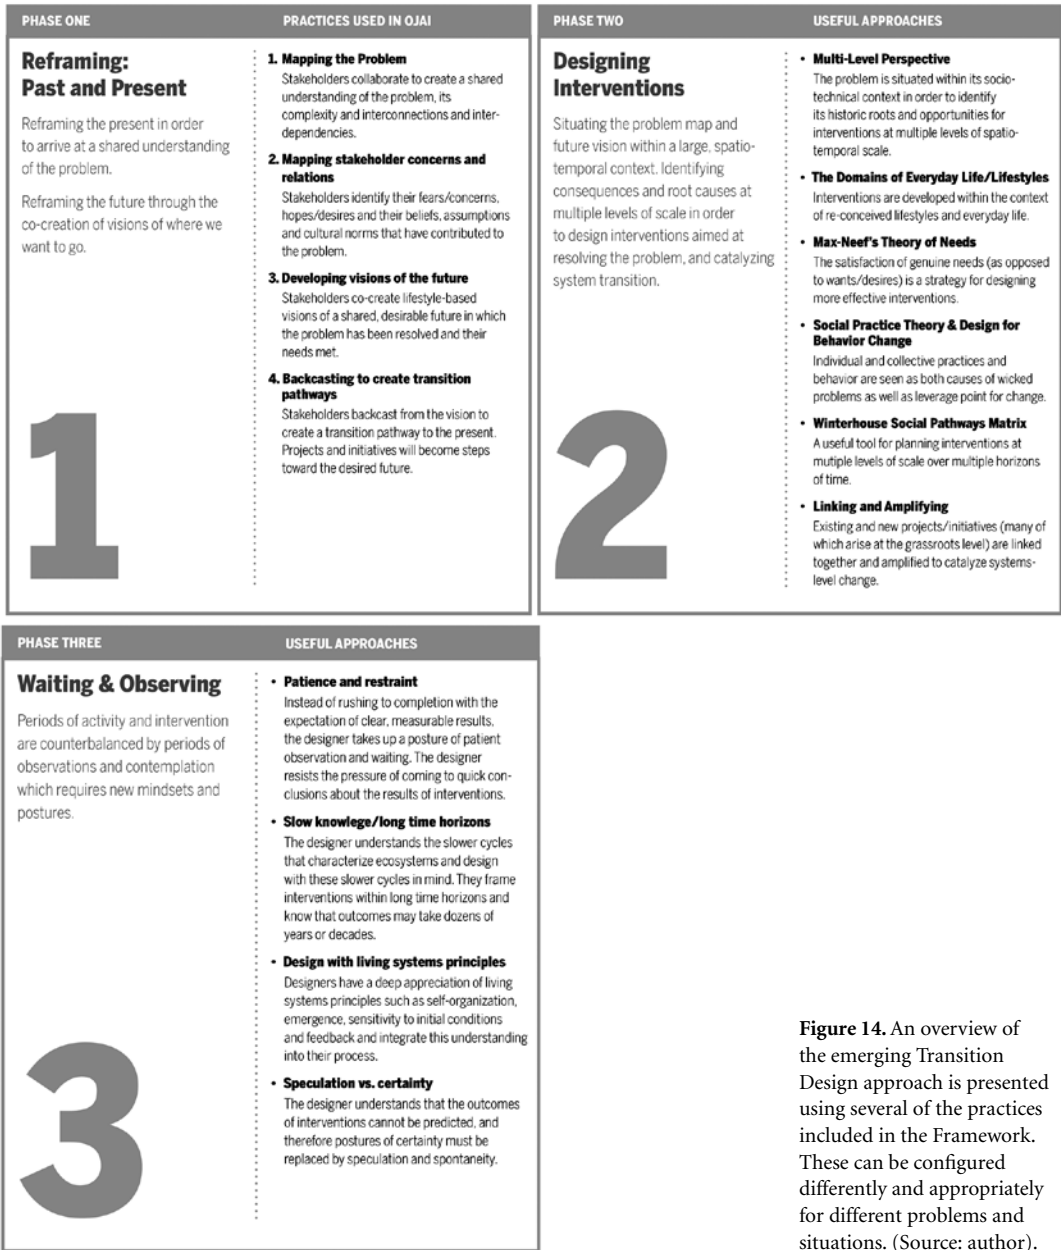 PHASE ONE
PRACTICES USED IN OJAI
Reframing:
Past and Present
Reframing the present in order
to arrive at a shared understanding
of the problem.
Reframing the future through the
co-creation of visions of where we
want to go.
1
1. Mapping the Problem
Stakeholders collaborate to create a shared
understanding of the problem, its
complexity and interconnections and inter-
dependencies.
2. Mapping stakeholder concerns and
relations
Stakeholders identify their fears/concerns,
hopes/desires and their beliefs, assumptions
and cultural norms that have contributed to
the problem.
3. Developing visions of the future
Stakeholders co-create lifestyle-based
visions of a shared, desirable future in which
the problem has been resolved and their
needs met.
4. Backcasting to create transition
pathways
Stakeholders backcast from the vision to
create a transition pathway to the present.
Projects and initiatives will become steps
toward the desired future.
PHASE TWO
USEFUL APPROACHES
Designing
Interventions
Situating the problem map and
future vision within a large, spatio-
temporal context. Identifying
consequences and root causes at
multiple levels of scale in order
to design interventions aimed at
resolving the problem, and catalyzing
system transition.
2
• Multi-Level Perspective
The problem is situated within its socio-
technical context in order to identify
its historic roots and opportunities for
interventions at multiple levels of spatio-
temporal scale.
• The Domains of Everyday Life/Lifestyles
Interventions are developed within the context
of re-conceived lifestyles and everyday life.
• Max-Neef's Theory of Needs
The satisfaction of genuine needs (as opposed
to wants/desires) is a strategy for designing
more effective interventions.
• Social Practice Theory & Design for
Behavior Change
Individual and collective practices and
behavior are seen as both causes of wicked
problems as well as leverage point for change.
• Winterhouse Social Pathways Matrix
A useful tool for planning interventions at
mutiple levels of scale over multiple horizons
of time.
• Linking and Amplifying
Existing and new projects/initiatives (many of
which arise at the grassroots level) are linked
together and amplified to catalyze systems-
level change.
PHASE THREE
USEFUL APPROACHES
Waiting & Observing
Periods of activity and intervention
are counterbalanced by periods of
observations and contemplation
which requires new mindsets and
postures.
3
• Patience and restraint
Instead of rushing to completion with the
expectation of clear, measurable results,
the designer takes up a posture of patient
observation and waiting. The designer
resists the pressure of coming to quick con-
clusions about the results of interventions.
• Slow knowlege/long time horizons
The designer understands the slower cycles
that characterize ecosystems and design
with these slower cycles in mind. They frame
interventions within long time horizons and
know that outcomes may take dozens of
years or decades.
• Design with living systems principles
Designers have a deep appreciation of living
systems principles such as self-organization,
emergence, sensitivity to initial conditions
and feedback and integrate this understanding
into their process.
• Speculation vs. certainty
The designer understands that the outcomes
of interventions cannot be predicted, and
therefore postures of certainty must be
replaced by speculation and spontaneity.
Figure 14. An overview of
the emerging Transition
Design approach is presented
using several of the practices
included in the Framework.
These can be configured
differently and appropriately
for different problems and
situations. (Source: author).